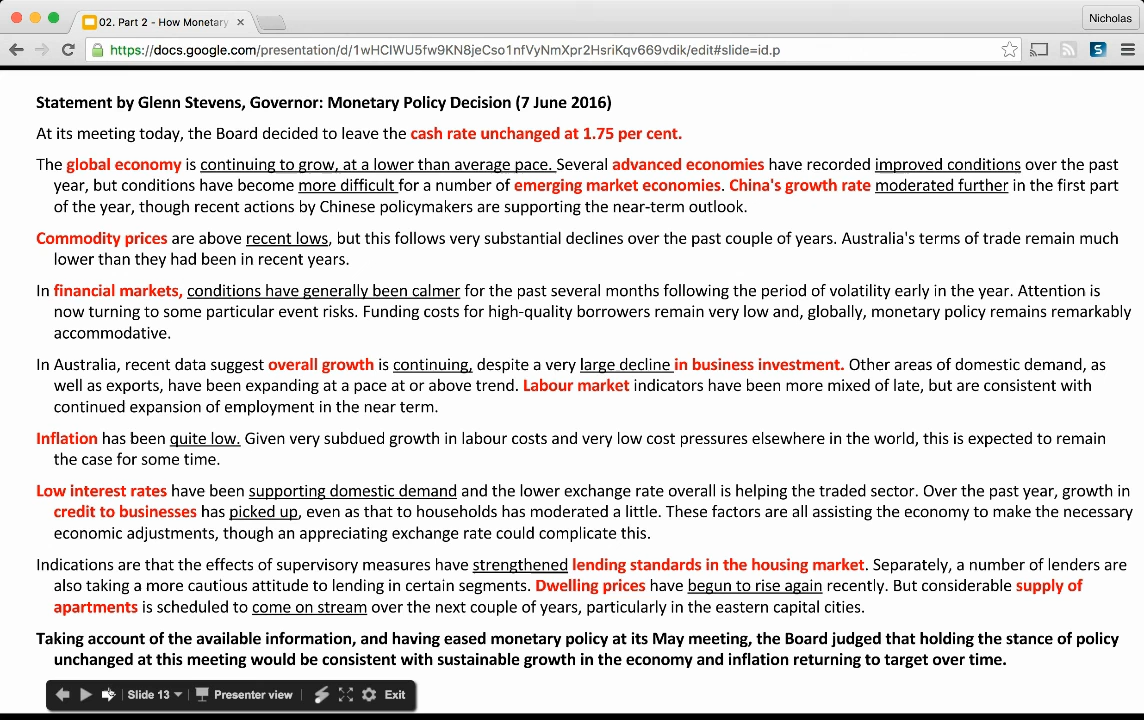 02. Part 2 - How Monetary
Nicholas
https://docs.google.com/presentation/d/1wHCIWU5fw9KN8jeCso1nfVyNmXpr2HsriKqv669vdik/edit#slide=id.p
Statement by Glenn Stevens, Governor: Monetary Policy Decision (7 June 2016)
At its meeting today, the Board decided to leave the cash rate unchanged at 1.75 per cent.
The global economy is continuing to grow, at a lower than average pace. Several advanced economies have recorded improved conditions over the past
year, but conditions have become more difficult for a number of emerging market economies. China's growth rate moderated further in the first part
of the year, though recent actions by Chinese policymakers are supporting the near-term outlook.
Commodity prices are above recent lows, but this follows very substantial declines over the past couple of years. Australia's terms of trade remain much
lower than they had been in recent years.
In financial markets, conditions have generally been calmer for the past several months following the period of volatility early in the year. Attention is
now turning to some particular event risks. Funding costs for high-quality borrowers remain very low and, globally, monetary policy remains remarkably
accommodative.
In Australia, recent data suggest overall growth is continuing, despite a very large decline in business investment. Other areas of domestic demand, as
well as exports, have been expanding at a pace at or above trend. Labour market indicators have been more mixed of late, but are consistent with
continued expansion of employment in the near term.
Inflation has been quite low. Given very subdued growth in labour costs and very low cost pressures elsewhere in the world, this is expected to remain
the case for some time.
Low interest rates have been supporting domestic demand and the lower exchange rate overall is helping the traded sector. Over the past year, growth in
credit to businesses has picked up, even as that to households has moderated a little. These factors are all assisting the economy to make the necessary
economic adjustments, though an appreciating exchange rate could complicate this.
Indications are that the effects of supervisory measures have strengthened lending standards in the housing market. Separately, a number of lenders are
also taking a more cautious attitude to lending in certain segments. Dwelling prices have begun to rise again recently. But considerable supply of
apartments is scheduled to come on stream over the next couple of years, particularly in the eastern capital cities.
Taking account of the available information, and having eased monetary policy at its May meeting, the Board judged that holding the stance of policy
unchanged at this meeting would be consistent with sustainable growth in the economy and inflation returning to target over time.
Slide 13 Presenter view Exit